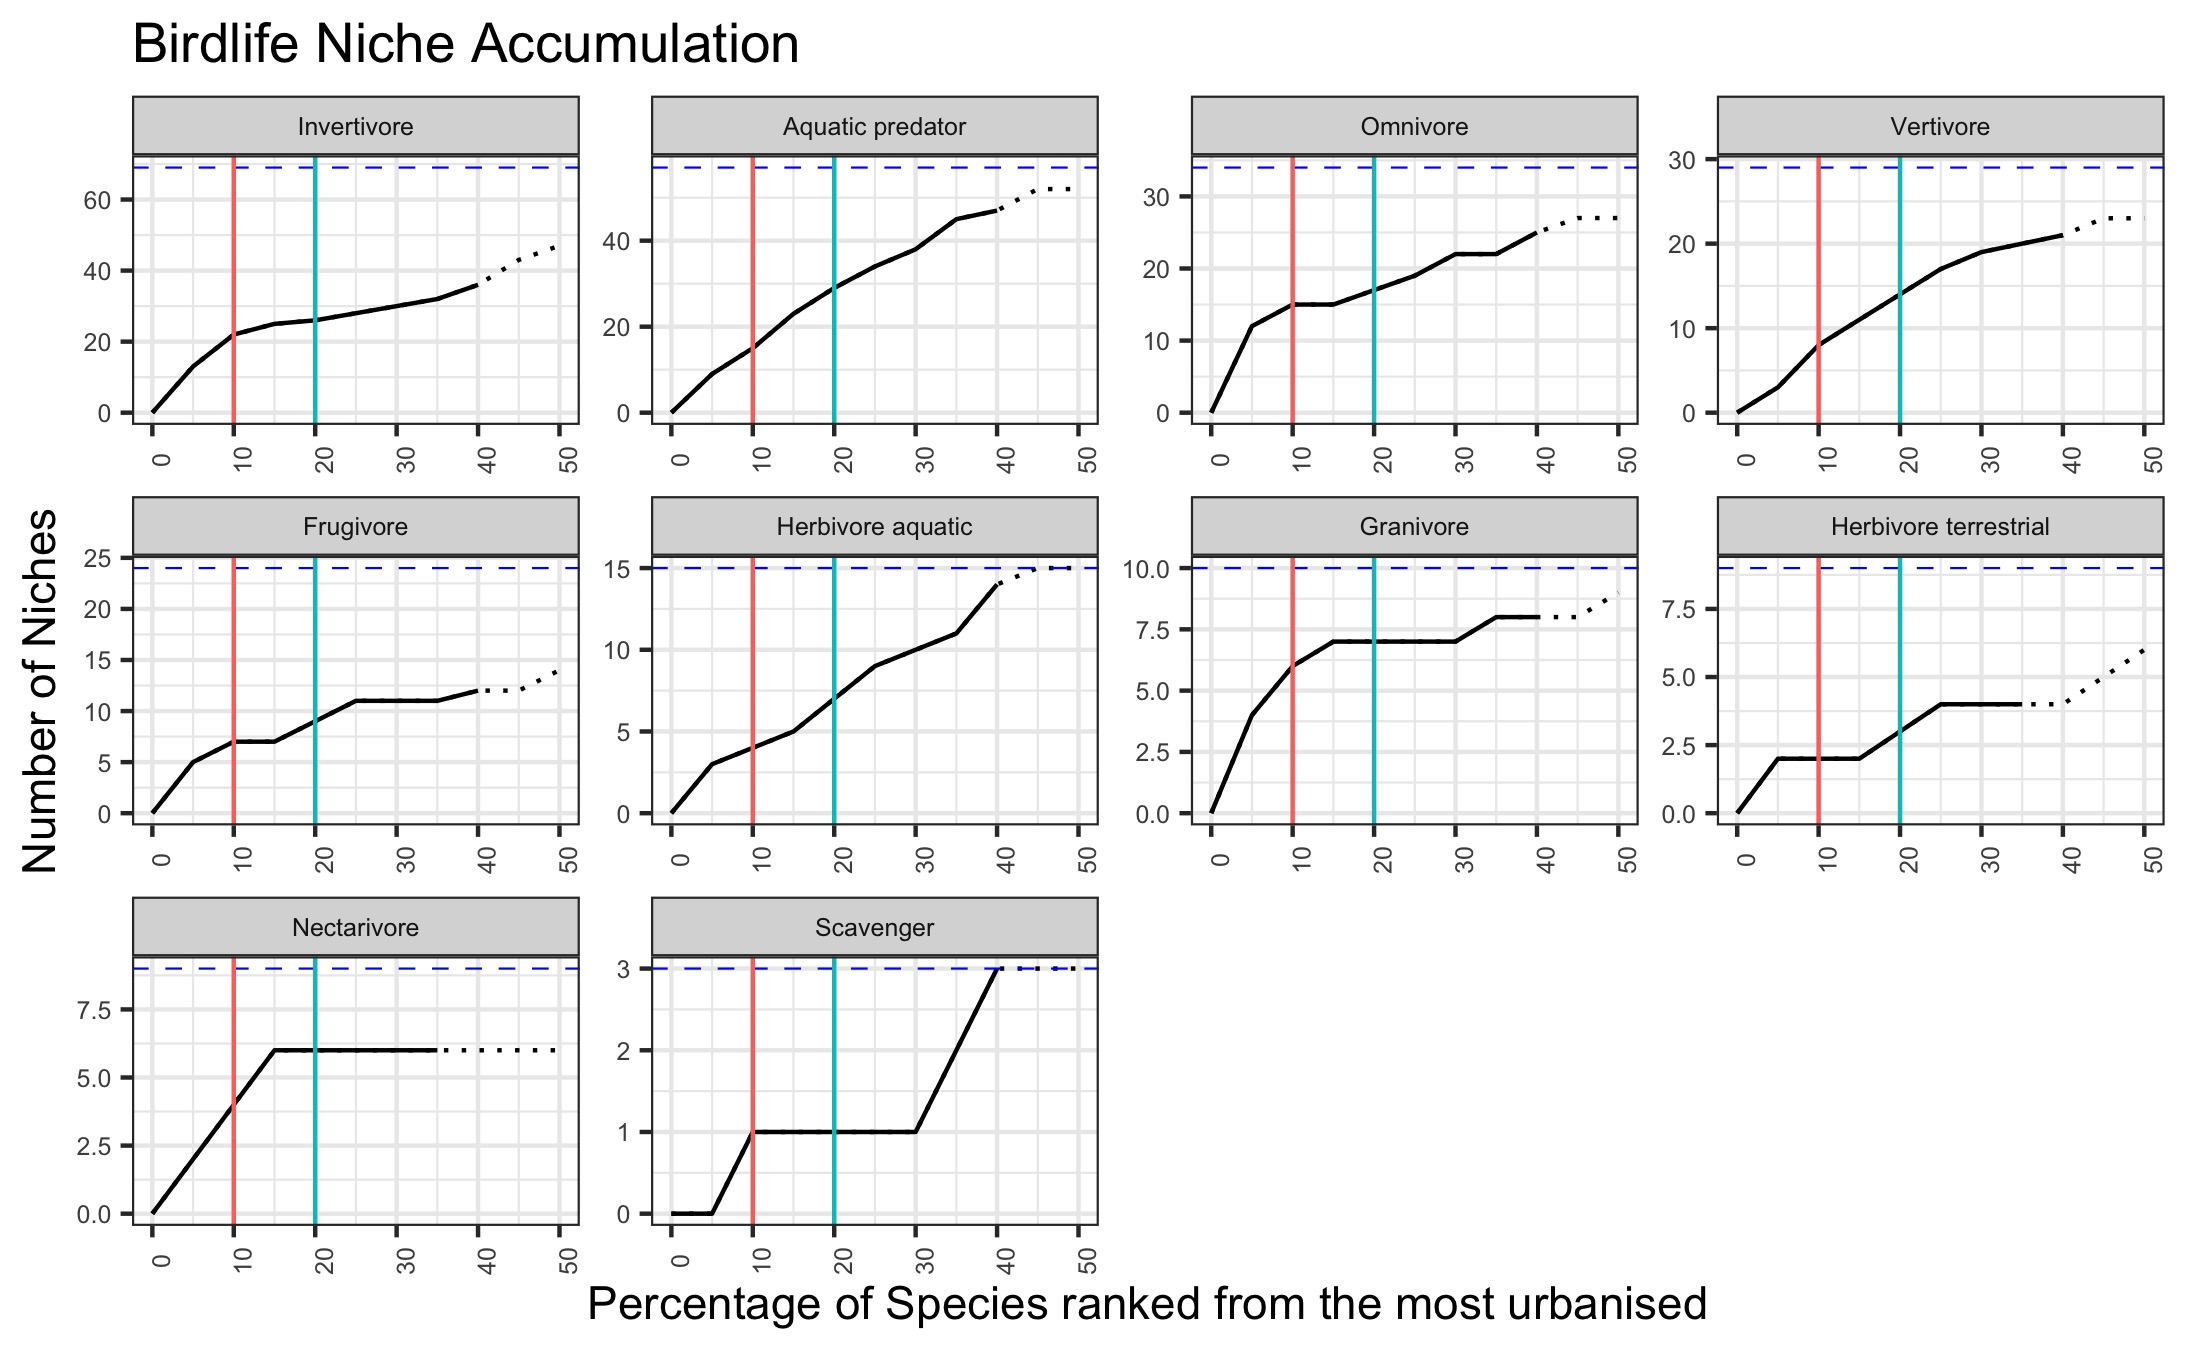 Birdlife Niche Accumulation
Invertivore
Aquatic predator
Omnivore
Vertivore
60
40
20
0
40
20
0
30
20
10
0
30
20
10
0
0 10 20 30 40 50
0 10 20 30 40 50
0 10 20 30 40 50
0 10 20 30 40 50
Number of Niches
Frugivore
Herbivore aquatic
Granivore
Herbivore terrestrial
25
20
15
10
5
0
15
10
5
0
10.0
7.5
5.0
2.5
0.0
7.5
5.0
2.5
0.0
0 10 20 30 40 50
0 10 20 30 40 50
0 10 20 30 40 50
0 10 20 30 40 50
Nectarivore
Scavenger
7.5
5.0
2.5
0.0
3
2
1
0
0 10 20 30 40 50
0 10 20 30 40 50
Percentage of Species ranked from the most urbanised